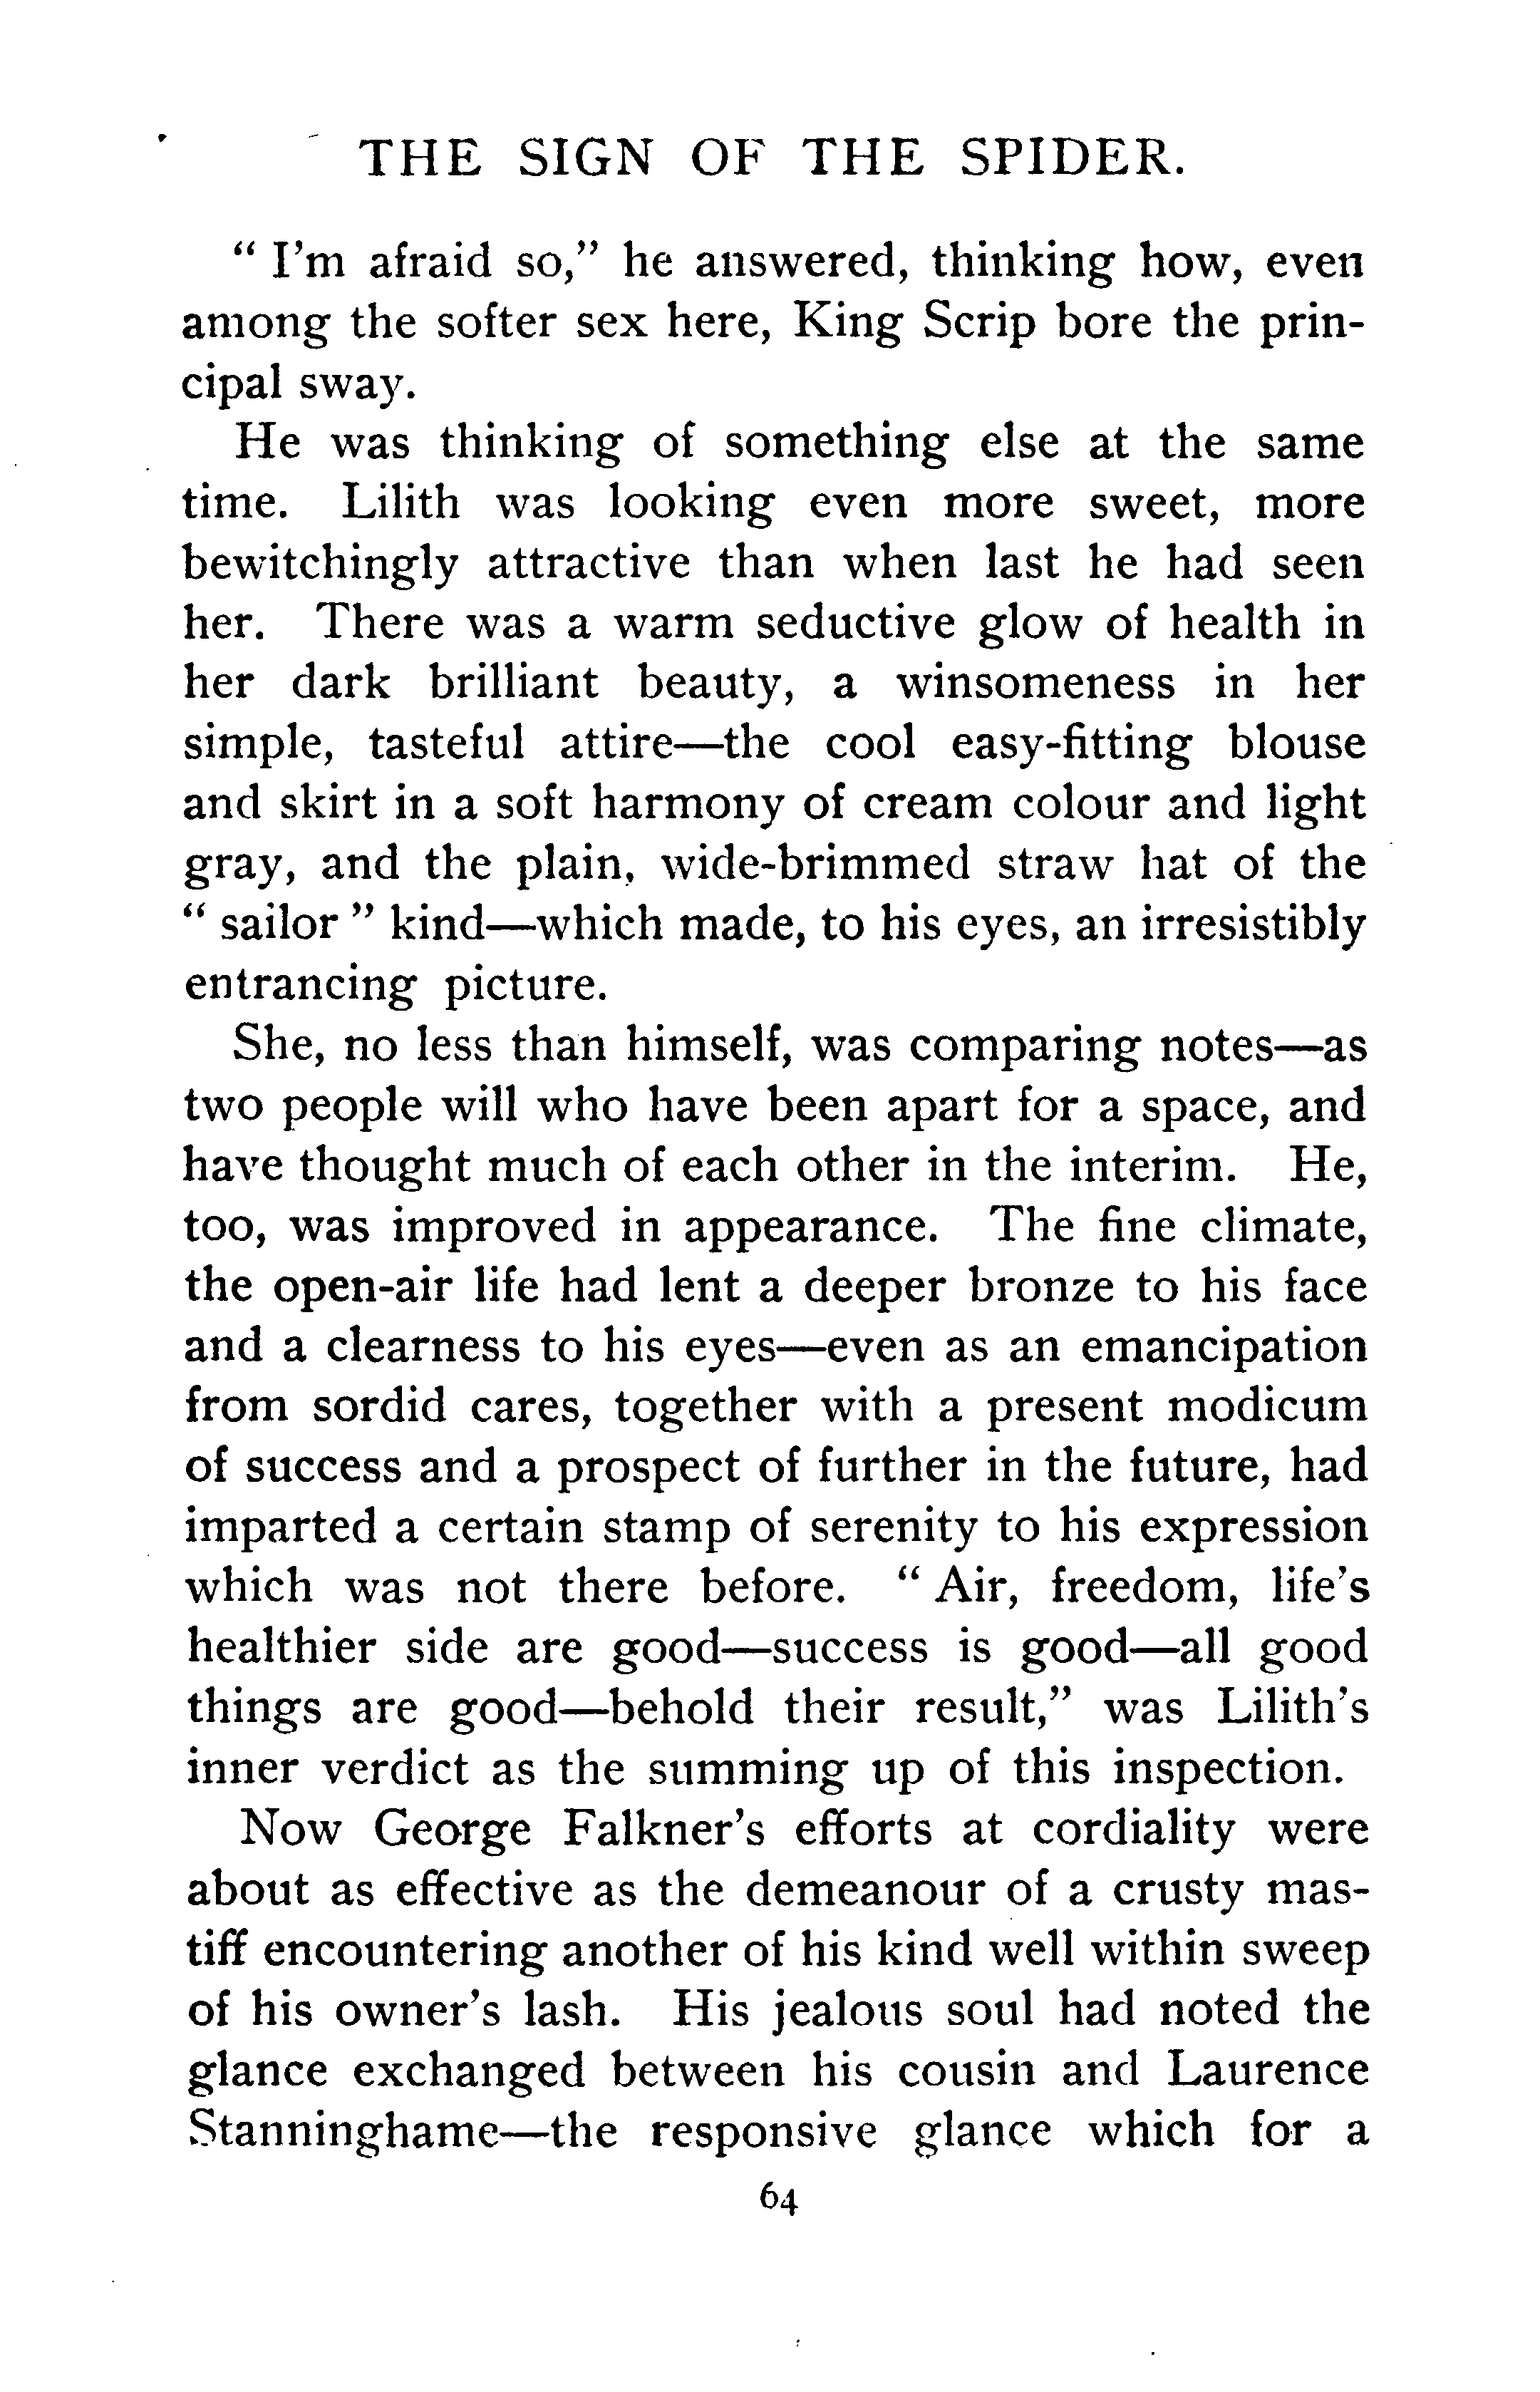 THE SIGN OF THE SPIDER.
" I'm afraid so," he answered, thinking how, even
among the softer sex here, King Scrip bore the prin-
cipal sway.
He was thinking of something else at the same
time. Lilith was looking even more sweet, more
bewitchingly attractive than when last he had seen
her. There was a warm seductive glow of health in
her dark brilliant beauty, a winsomeness in her
simple, tasteful attire—the cool easy-fitting blouse
and skirt in a soft harmony of cream colour and light
gray, and the plain, wide-brimmed straw hat of the
" sailor " kind—which made, to his eyes, an irresistibly
entrancing picture.
She, no less than himself, was comparing notes—as
two people will who have been apart for a space, and
have thought much of each other in the interim. He,
too, was improved in appearance. The fine climate,
the open-air life had lent a deeper bronze to his face
and a clearness to his eyes—even as an emancipation
from sordid cares, together with a present modicum
of success and a prospect of further in the future, had
imparted a certain stamp of serenity to his expression
which was not there before. " Air, freedom, life's
healthier side are good—success is good—all good
things are good—behold their result," was Lilith's
inner verdict as the summing up of this inspection.
Now George Falkner's efforts at cordiality were
about as effective as the demeanour of a crusty mas-
tiff encountering another of his kind well within sweep
of his owner's lash. His jealous soul had noted the
glance exchanged between his cousin and Laurence
Stanninghame—the responsive glance which for a
64